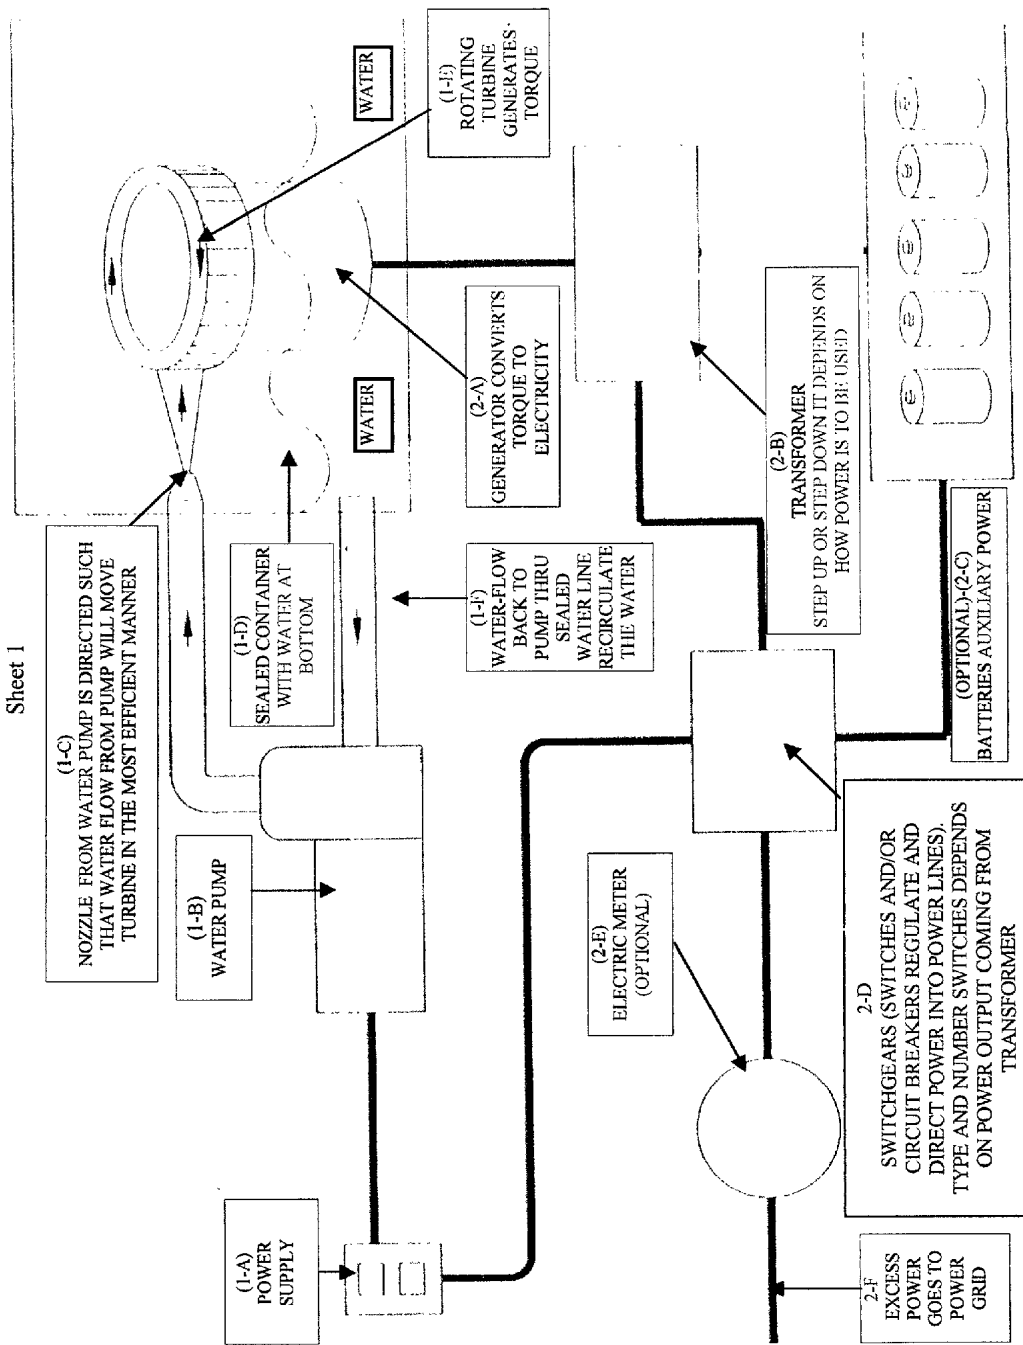 Sheet 1
(1-C)
NOZZLE FROM WATER PUMP IS DIRECTED SUCH
THAT WATER FLOW FROM PUMP WILL MOVE
TURBINE IN THE MOST EFFICIENT MANNER
(1-B)
WATER PUMP
(1-A)
POWER
SUPPLY
(1-D)
SEALED CONTAINER
WITH WATER AT
BOTTOM
WATER
WATER
(1-E)
ROTATING
TURBINE
GENERATES
TORQUE
(1-F)
WATER-FLOW
BACK TO
PUMP THRU
SEALED
WATER LINE
RECIRCULATE
THE WATER
(2-A)
GENERATOR CONVERTS
TORQUE TO
ELECTRICITY
(2-E)
ELECTRIC METER
(OPTIONAL)
(2-B)
TRANSFORMER
STEP UP OR STEP DOWN IT DEPENDS ON
HOW POWER IS TO BE USED
2-F
EXCESS
POWER
GOES TO
POWER
GRID
2-D
SWITCHGEARS (SWITCHES AND/OR
CIRCUIT BREAKERS REGULATE AND
DIRECT POWER INTO POWER LINES).
TYPE AND NUMBER SWITCHES DEPENDS
ON POWER OUTPUT COMING FROM
TRANSFORMER
(OPTIONAL)-(2-C)
BATTERIES AUXILIARY POWER